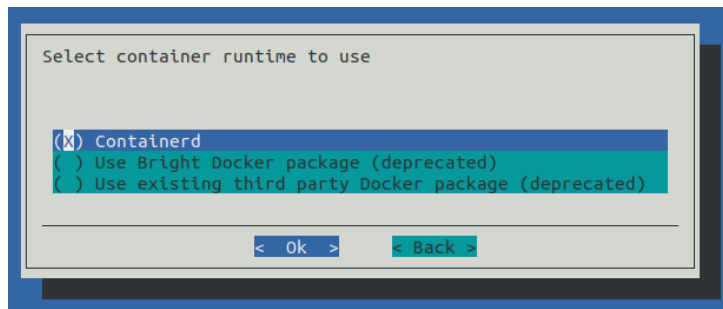 Select container runtime to use
(X) Containerd
( ) Use Bright Docker package (deprecated)
( ) Use existing third party Docker package (deprecated)
< Ok > < Back >